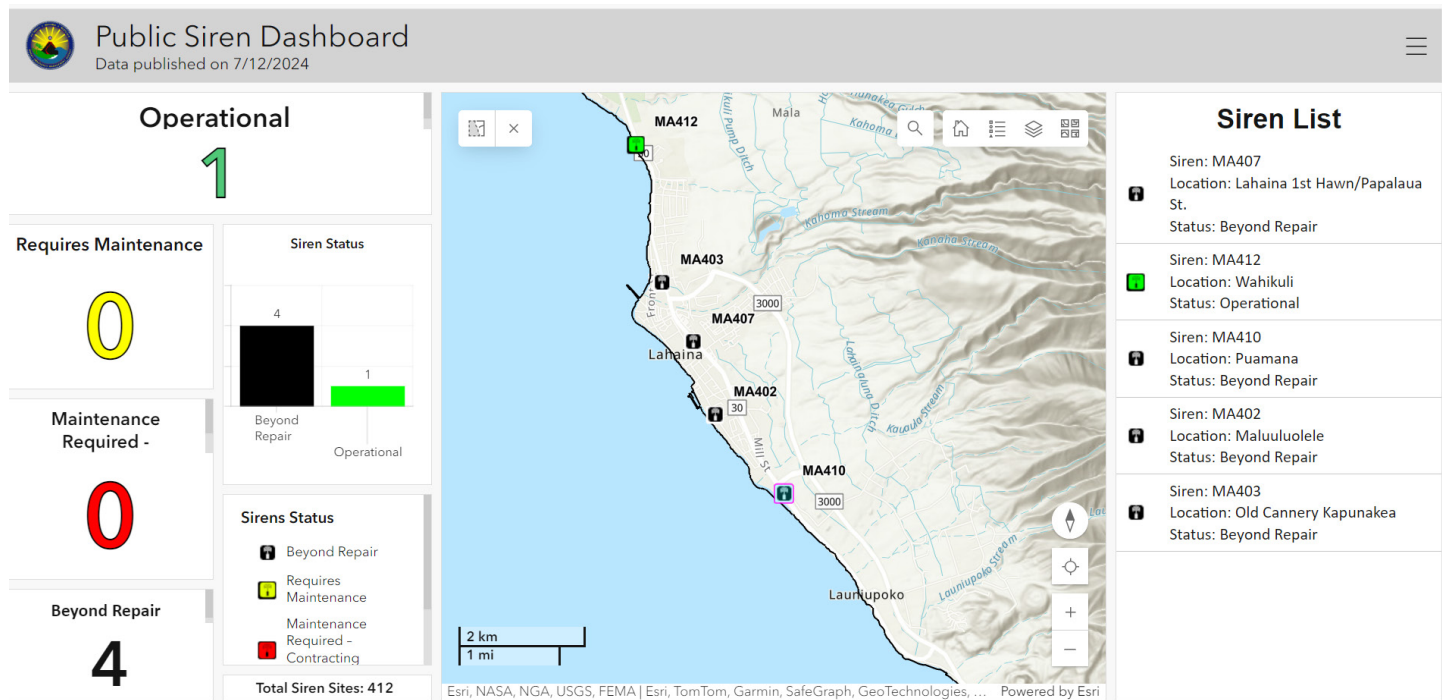 Public Siren Dashboard
Data published on 7/12/2024
Operational
1
Requires Maintenance
0
Maintenance
Required -
0
Beyond Repair
4
Siren Status
4
1
Beyond
Repair
Operational
Sirens Status
Beyond Repair
Requires
Maintenance
Maintenance
Required –
Contracting
Total Siren Sites: 412
MA412
Mala
Kahoma
30
Kahoma Stream
Kanaha Stream
MA403
3000
Front
MA407
Lahaina
Lahainaluna Ditch
MA402
30
Kauaula Stream
Mill St
MA410
3000
Launiupoko
Launiupoko Stream
2 km
1 mi
Esri, NASA, NGA, USGS, FEMA | Esri, TomTom, Garmin, SafeGraph, GeoTechnologies, ...
Powered by Esri
Siren List
Siren: MA407
Location: Lahaina 1st Hawn/Papalaua
St.
Status: Beyond Repair
Siren: MA412
Location: Wahikuli
Status: Operational
Siren: MA410
Location: Puamana
Status: Beyond Repair
Siren: MA402
Location: Maluuluolele
Status: Beyond Repair
Siren: MA403
Location: Old Cannery Kapunakea
Status: Beyond Repair